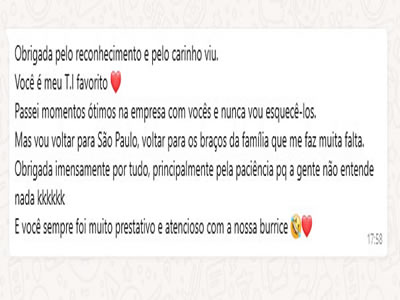 Obrigada pelo reconhecimento e pelo carinho viu.
Você é meu T.I favorito ❤️
Passei momentos ótimos na empresa com vocês e nunca vou esquecê-los.
Mas vou voltar para São Paulo, voltar para os braços da família que me faz muita falta.
Obrigada imensamente por tudo, principalmente pela paciência pq a gente não entende
nada kkkkkk
E você sempre foi muito prestativo e atencioso com a nossa burrice 🤣❤️
17:58